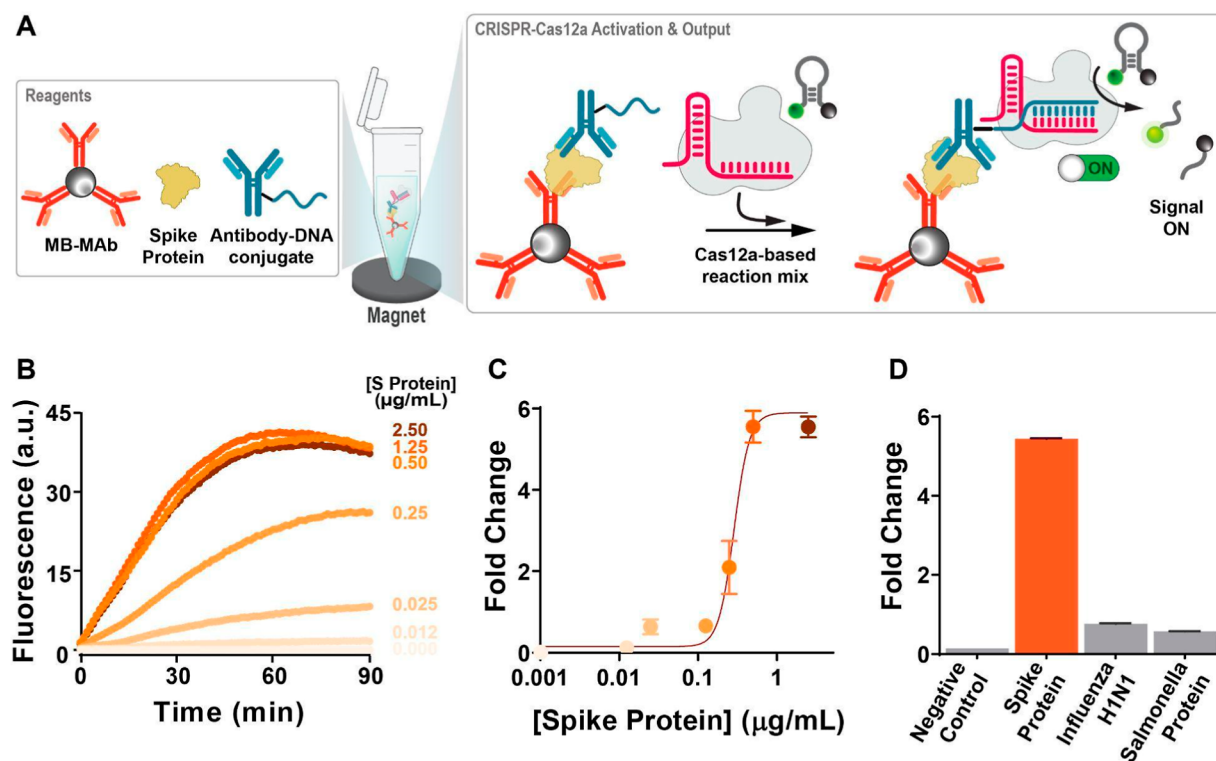 A
Reagents
MB-MAb
Spike
Protein
Antibody-DNA
conjugate
Magnet
CRISPR-Cas12a Activation & Output
Cas12a-based
reaction mix
ON
Signal
ON
B
Fluorescence (a.u.)
45
30
15
0
0
30
60
90
Time (min)
[S Protein]
(µg/mL)
2.50
1.25
0.50
0.25
0.025
0.012
0.000
C
Fold Change
6
4
2
0
0.001
0.01
0.1
1
[Spike Protein] (µg/mL)
D
Fold Change
6
4
2
0
Negative
Control
Spike
Protein
Influenza
H1N1
Salmonella
Protein